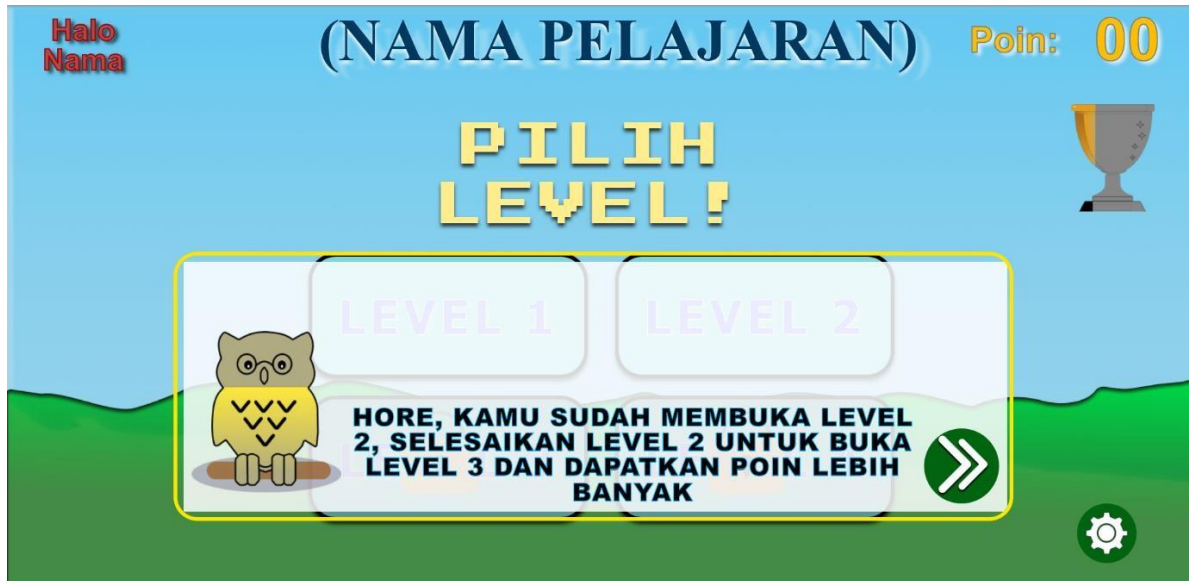 Halo
Nama
(NAMA PELAJARAN)
Poin: 00
PILIH
LEVEL!
LEVEL 1
LEVEL 2
HORE, KAMU SUDAH MEMBUKA LEVEL
2, SELESAIKAN LEVEL 2 UNTUK BUKA
LEVEL 3 DAN DAPATKAN POIN LEBIH
BANYAK